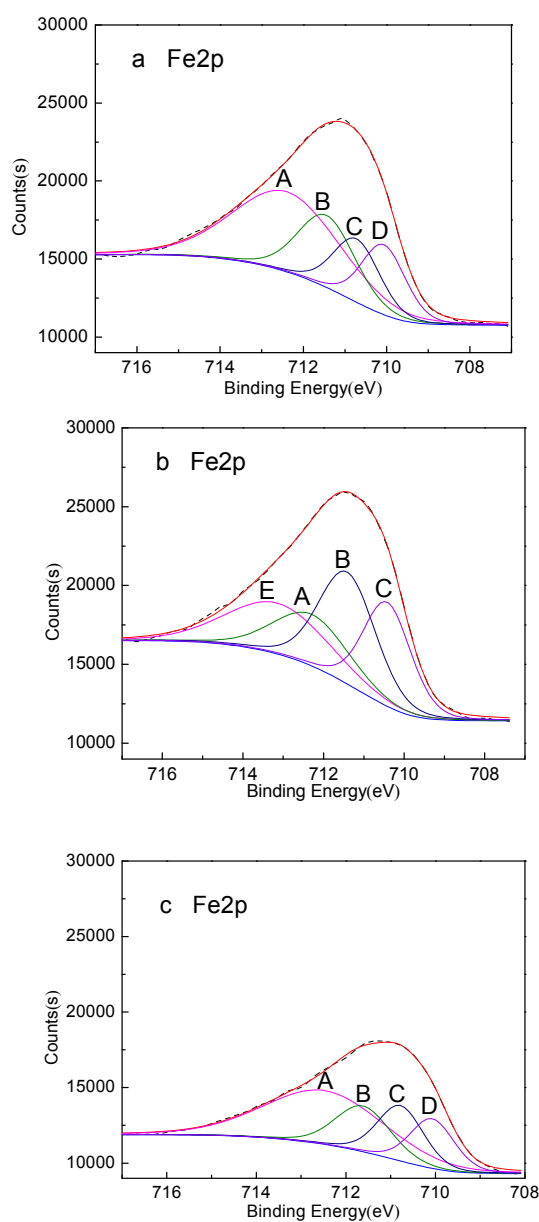 a Fe2p
30000
25000
20000
15000
10000
Counts(s)
A
B
C
D
716 714 712 710 708
Binding Energy(eV)
b Fe2p
30000
25000
20000
15000
10000
Counts(s)
E
A
B
C
716 714 712 710 708
Binding Energy(eV)
c Fe2p
30000
25000
20000
15000
10000
Counts(s)
A
B
C
D
716 714 712 710 708
Binding Energy(eV)